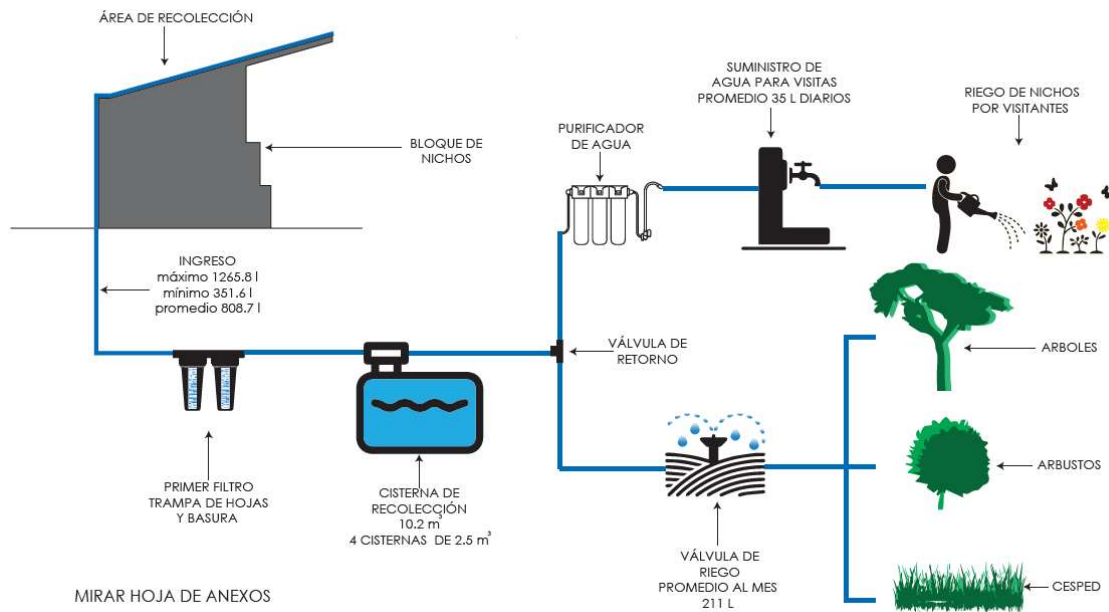 ÁREA DE RECOLECCIÓN
BLOQUE DE
NICHOS
INGRESO
máximo 1265.8 l
mínimo 351.6 l
promedio 808.7 l
PRIMER FILTRO
TRAMPA DE HOJAS
Y BASURA
CISTERNA DE
RECOLECCIÓN
10.2 m³
4 CISTERNAS DE 2.5 m³
VÁLVULA DE
RETORNO
PURIFICADOR
DE AGUA
SUMINISTRO DE
AGUA PARA VISITAS
PROMEDIO 35 L DIARIOS
RIEGO DE NICHOS
POR VISITANTES
VÁLVULA DE
RIEGO
PROMEDIO AL MES
211 L
ARBOLES
ARBUSTOS
CESPED
MIRAR HOJA DE ANEXOS